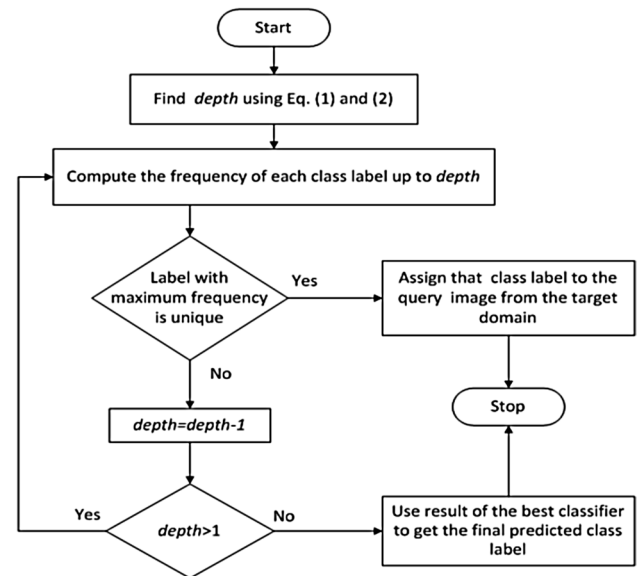 Start
Find depth using Eq. (1) and (2)
Compute the frequency of each class label up to depth
Label with
maximum frequency
is unique
Yes
Assign that class label to the
query image from the target
domain
No
Stop
depth=depth-1
Yes
depth>1
No
Use result of the best classifier
to get the final predicted class
label